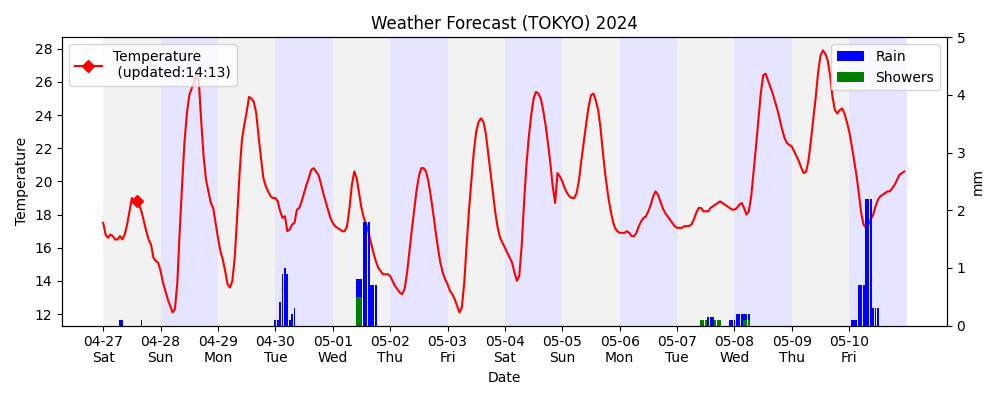 Weather Forecast (TOKYO) 2024
Temperature
(updated:14:13)
Rain
Showers
Temperature
28
26
24
22
20
18
16
14
12
5
4
3
2
1
0
mm
04-27 04-28 04-29 04-30 05-01 05-02 05-03 05-04 05-05 05-06 05-07 05-08 05-09 05-10
Sat Sun Mon Tue Wed Thu Fri Sat Sun Mon Tue Wed Thu Fri
Date